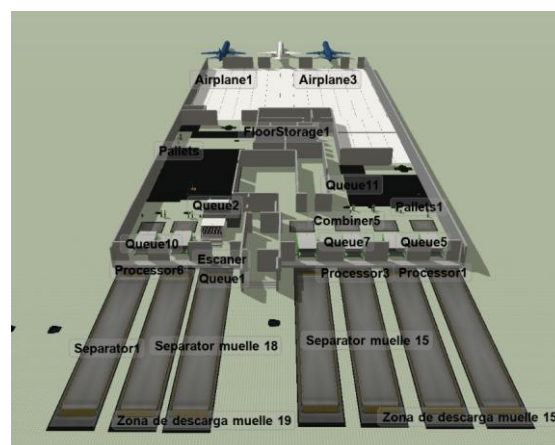 Airplane1
Airplane3
FloorStorage1
Pallets
Queue11
Queue2
Pallets1
Combiner5
Queue10
Queue7
Queue5
Escaner
Processor6
Queue1
Processor3
Processor1
Separator1
Separator muelle 18
Separator muelle 15
Zona de descarga muelle 19
Zona de descarga muelle 15